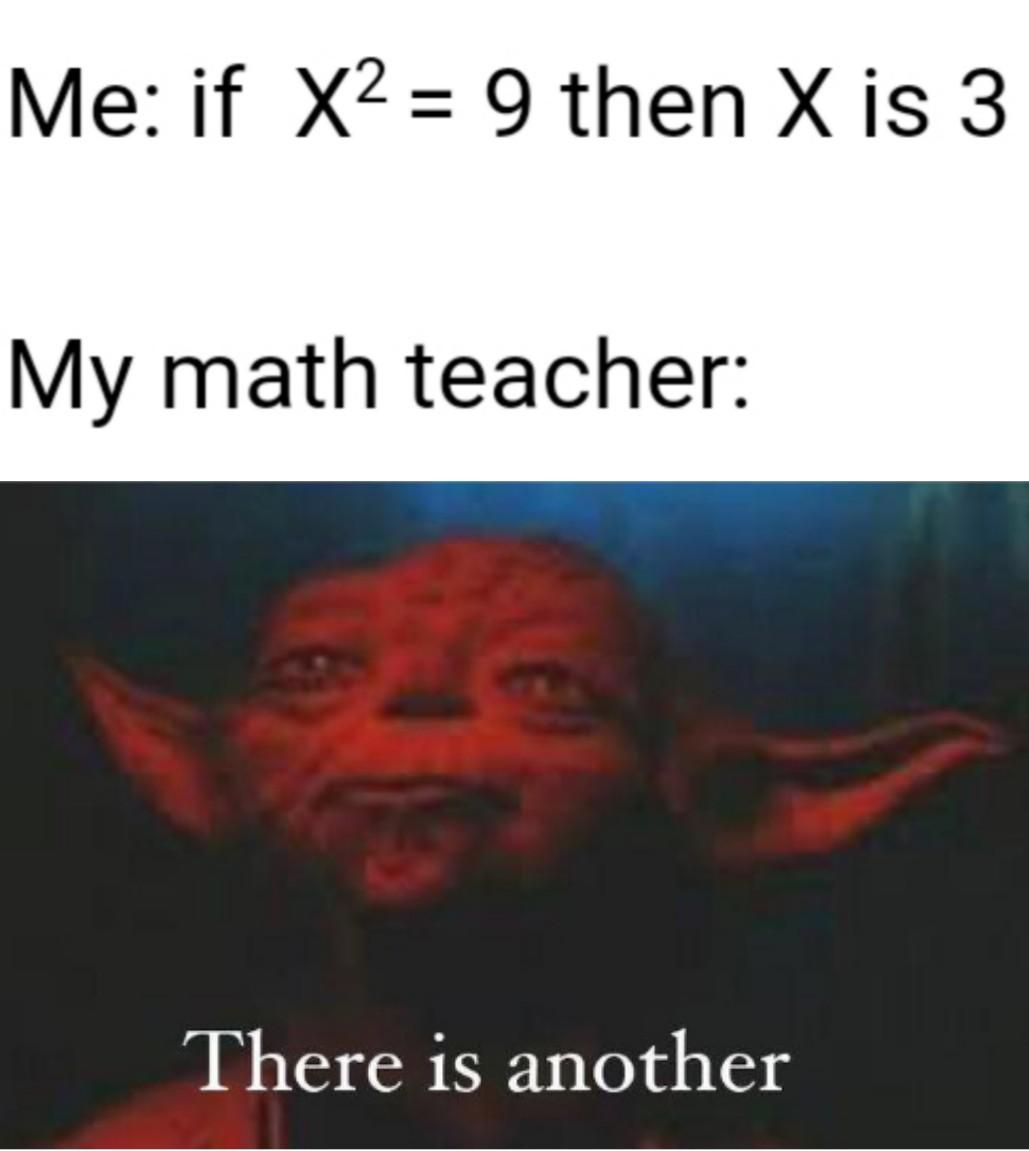 Me: if X² = 9 then X is 3
My math teacher:
There is another